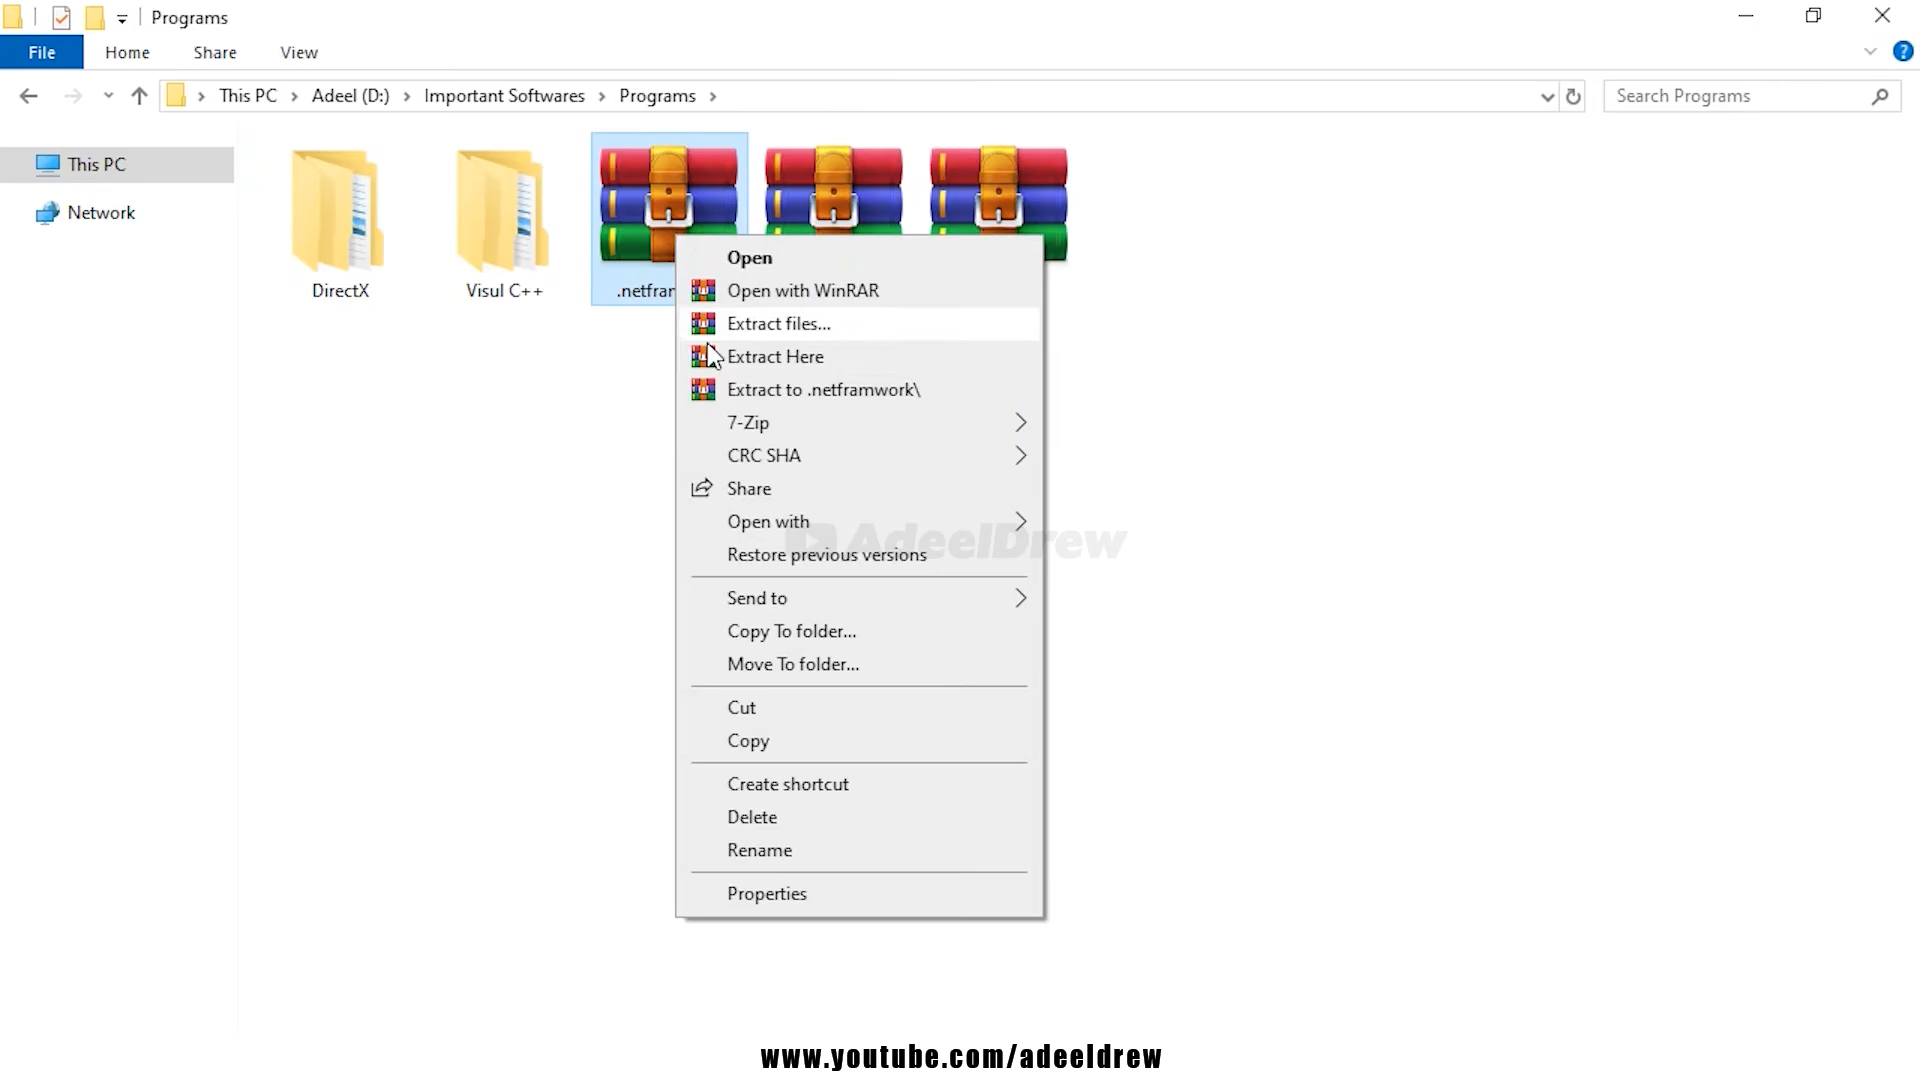 Programs
File Home Share View
This PC Adeel (D:) Important Softwares Programs
Search Programs
This PC
Network
DirectX
Visul C++
Open
Open with WinRAR
Extract files...
Extract Here
Extract to .netframwork\
7-Zip
CRC SHA
Share
Open with
Restore previous versions
Send to
Copy To folder...
Move To folder...
Cut
Copy
Create shortcut
Delete
Rename
Properties
AdeelDrew
www.youtube.com/adeeldrew